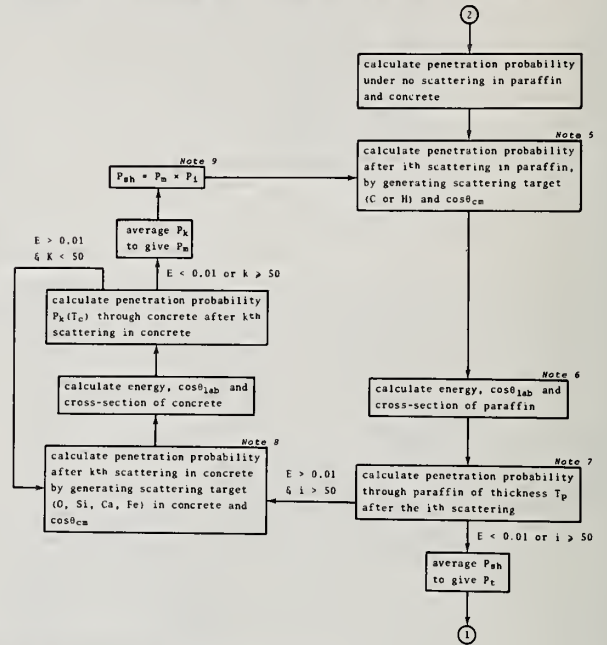 2
calculate penetration probability
under no scattering in paraffin
and concrete
Note 5
calculate penetration probability
after ith scattering in paraffin,
by generating scattering target
(C or H) and cosθcm
Note 9
Psh = Pm × Pi
average Pk
to give Pm
E > 0.01
& K < 50
E < 0.01 or k ⩾ 50
calculate penetration probability
Pk(Tc) through concrete after kth
scattering in concrete
calculate energy, cosθlab and
cross-section of concrete
Note 6
calculate energy, cosθlab and
cross-section of paraffin
Note 8
calculate penetration probability
after kth scattering in concrete
by generating scattering target
(O, Si, Ca, Fe) in concrete and
cosθcm
E > 0.01
& i > 50
Note 7
calculate penetration probability
through paraffin of thickness Tp
after the ith scattering
E < 0.01 or i ⩾ 50
average Psh
to give Pt
1